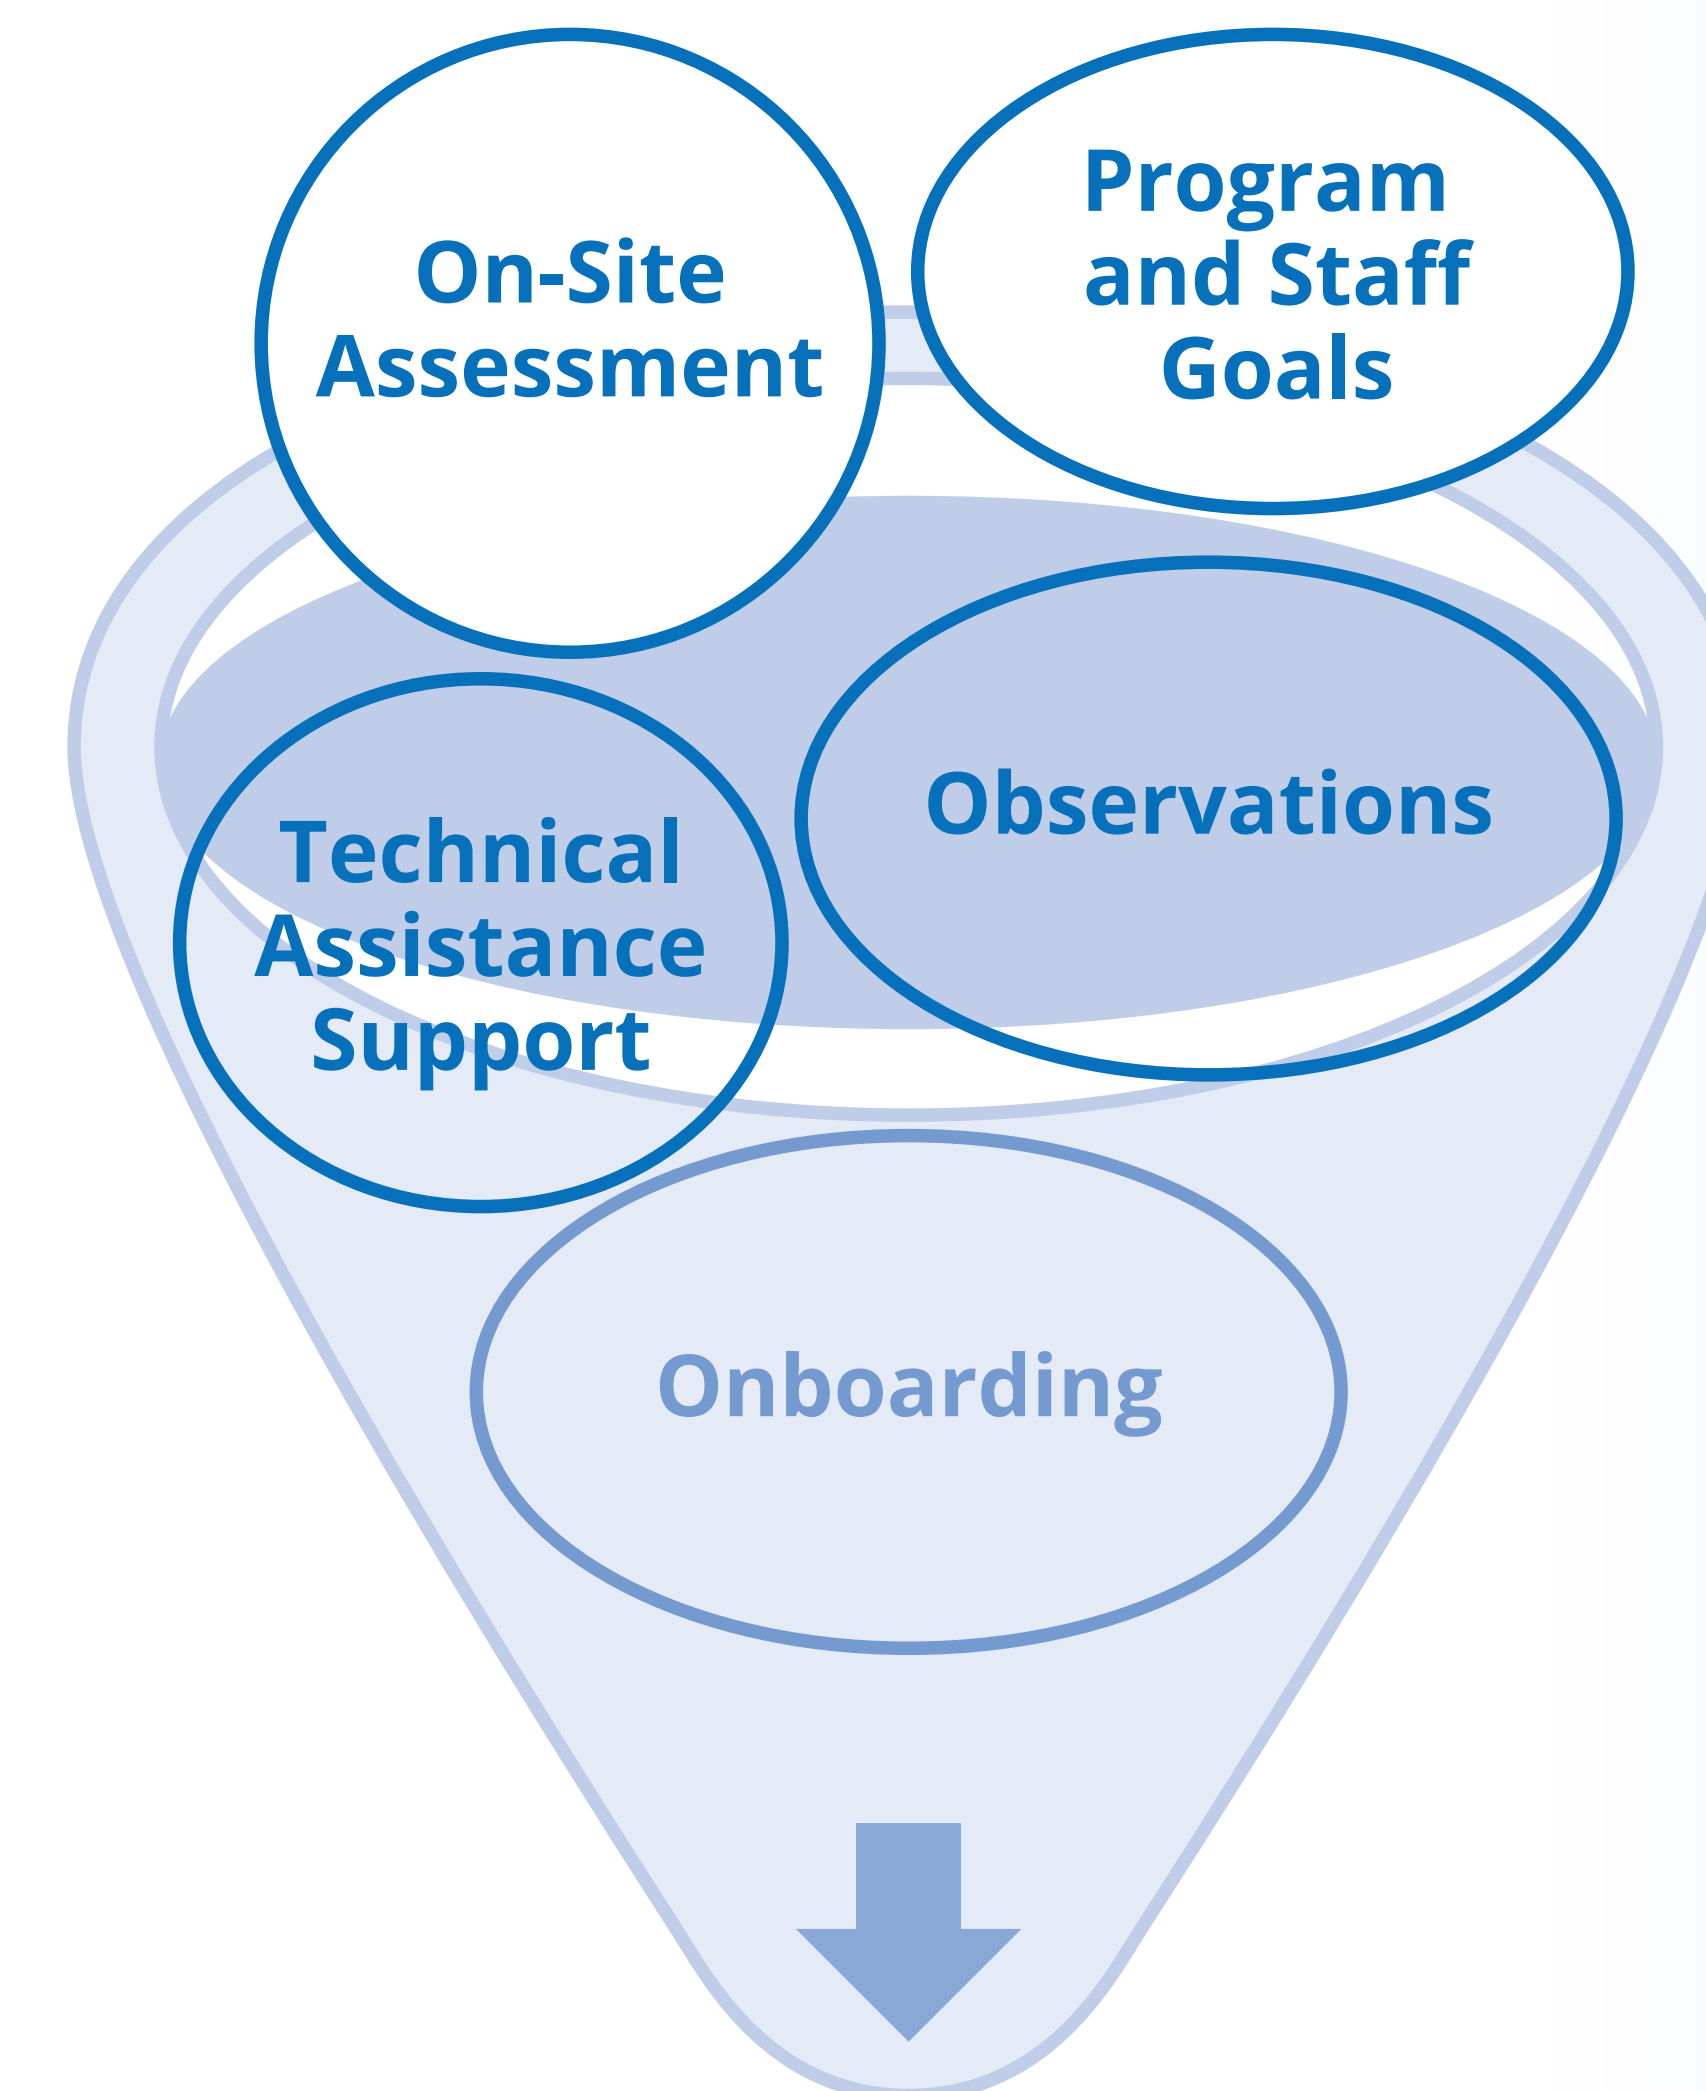 On-Site
Assessment
Program
and Staff
Goals
Observations
Technical
Assistance
Support
Onboarding